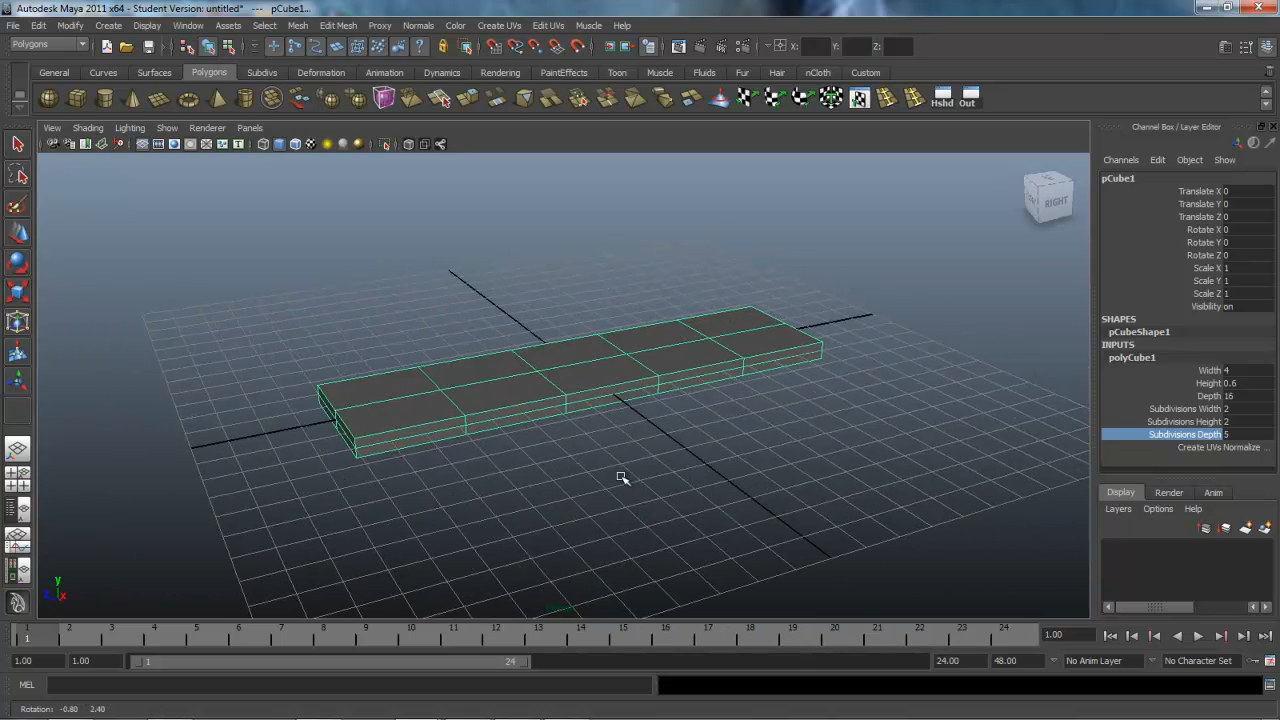 Autodesk Maya 2011 x64 - Student Version: untitled* --- pCube1...
File Edit Modify Create Display Window Assets Select Mesh Edit Mesh Proxy Normals Color Create UVs Edit UVs Muscle Help
Polygons X: Y: Z:
General Curves Surfaces Polygons Subdivs Deformation Animation Dynamics Rendering PaintEffects Toon Muscle Fluids Fur Hair nCloth Custom
Hshd Out
View Shading Lighting Show Renderer Panels
Channel Box / Layer Editor
Channels Edit Object Show
pCube1
Translate X 0
Translate Y 0
Translate Z 0
Rotate X 0
Rotate Y 0
Rotate Z 0
Scale X 1
Scale Y 1
Scale Z 1
Visibility on
SHAPES
pCubeShape1
INPUTS
polyCube1
Width 4
Height 0.6
Depth 16
Subdivisions Width 2
Subdivisions Height 2
Subdivisions Depth 5
Create UVs Normalize ...
RIGHT
Display Render Anim
Layers Options Help
y
z x
1 2 3 4 5 6 7 8 9 10 11 12 13 14 15 16 17 18 19 20 21 22 23 24
1 1.00
1.00 1.00 1 24 24.00 48.00 No Anim Layer No Character Set
MEL
Rotation: -0.80 2.40